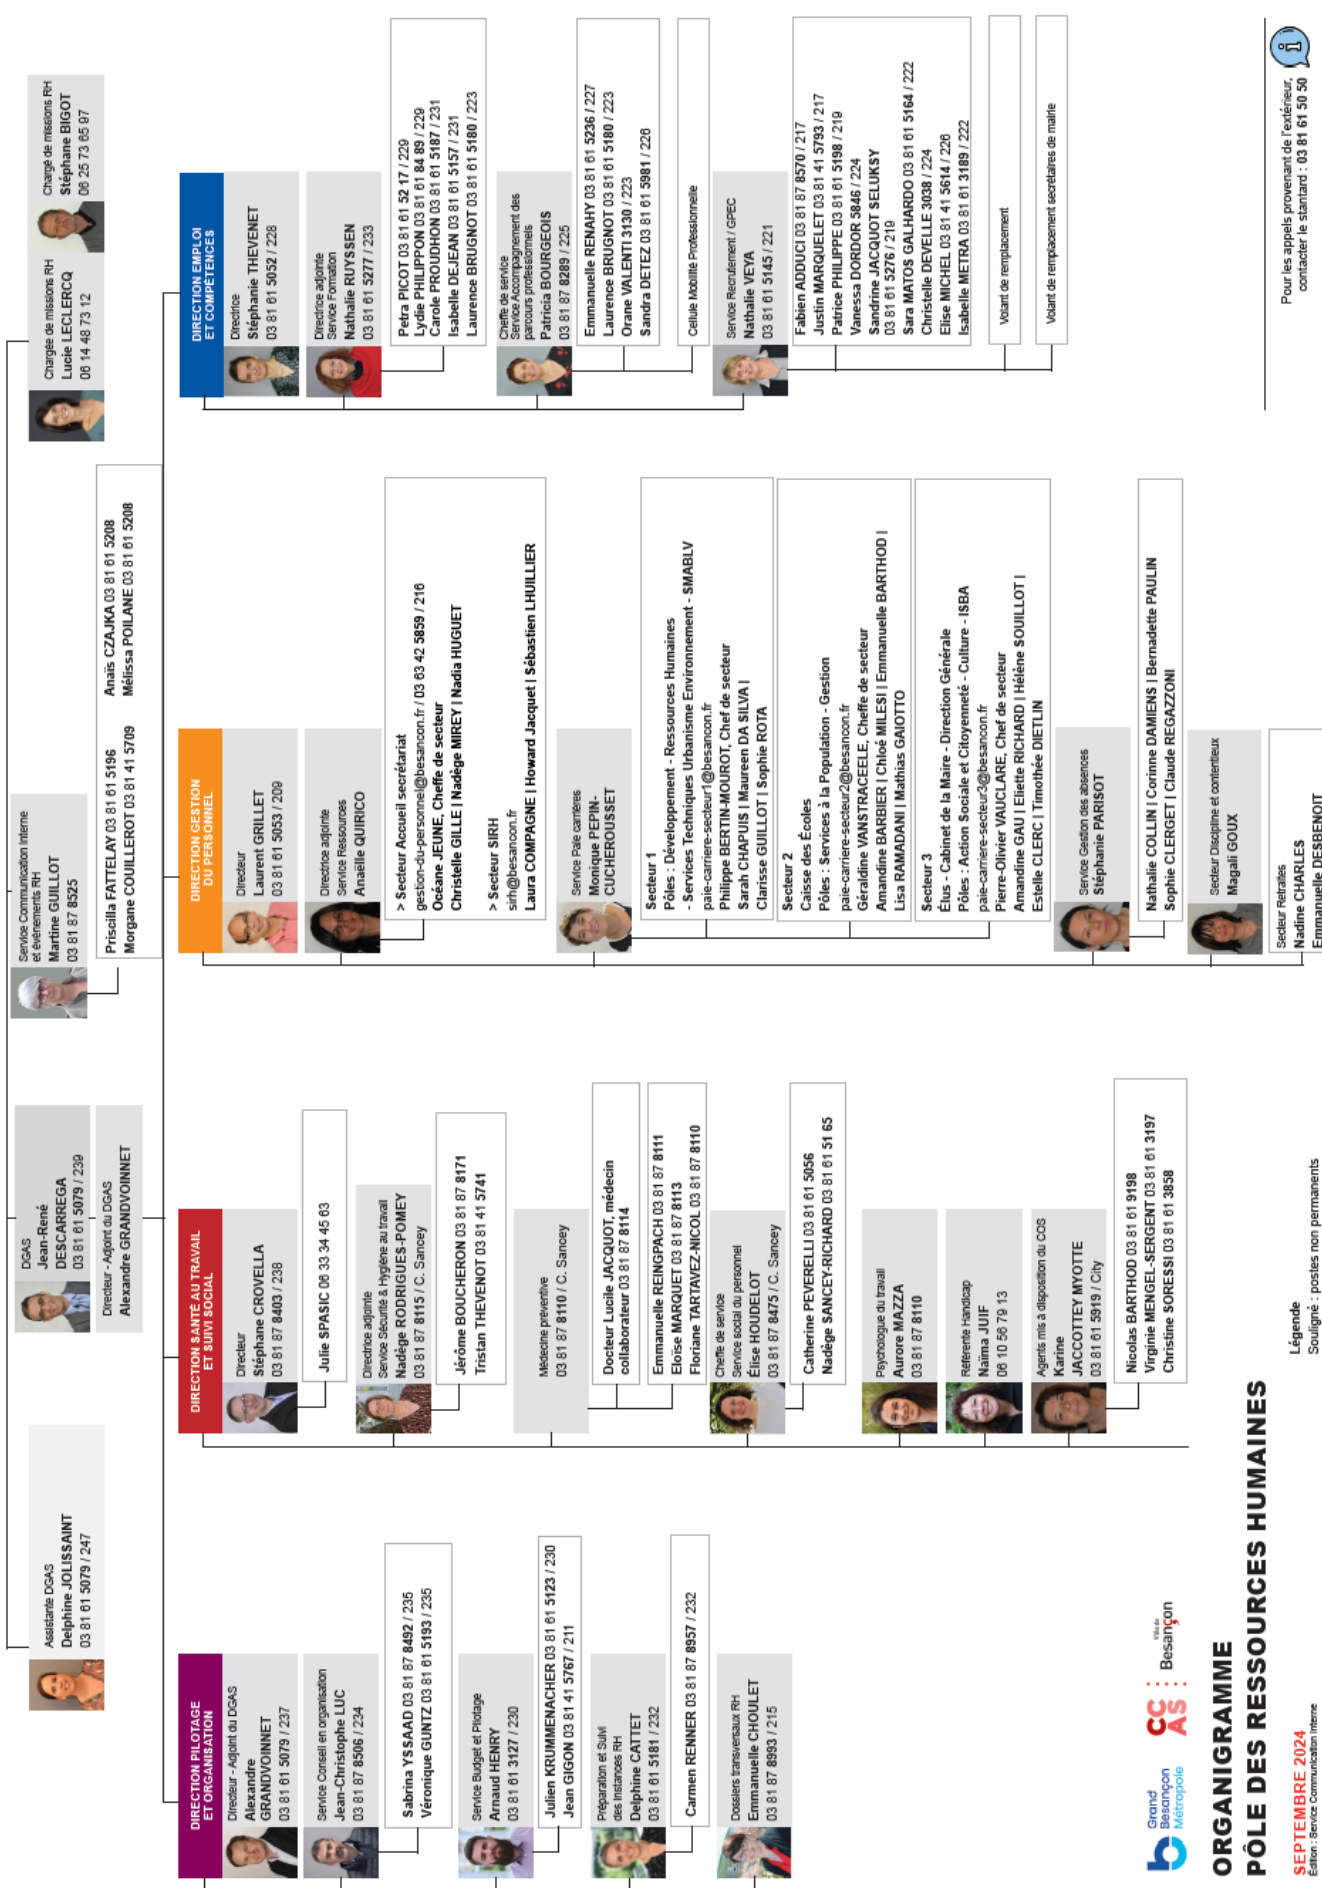 Assistante DGAS
Delphine JOLISSAINT
03 81 61 5079 / 247
DGAS
Jean-René
DESCARREGA
03 81 61 5079 / 239
Directeur - Adjoint du DGAS
Alexandre GRANDVOINNET
Service Communication Interne
et événements RH
Martine GUILLOT
03 81 87 8525
Priscilla FATTELAY 03 81 61 5196
Morgane COUILLEROT 03 81 41 5709
Anaïs CZAJKA 03 81 61 5208
Mélissa POILANE 03 81 61 5208
Chargée de missions RH
Lucie LECLERCQ
06 14 48 73 12
Chargé de missions RH
Stéphane BIGOT
06 25 73 65 97
DIRECTION PILOTAGE
ET ORGANISATION
Directeur - Adjoint du DGAS
Alexandre
GRANDVOINNET
03 81 61 5079 / 237
Service Conseil en organisation
Jean-Christophe LUC
03 81 87 8506 / 234
Sabrina YSSAAD 03 81 87 8492 / 235
Véronique GUNTZ 03 81 61 5193 / 235
Service Budget et Pilotage
Arnaud HENRY
03 81 61 3127 / 230
Julien KRUMMENACHER 03 81 61 5123 / 230
Jean GIGON 03 81 41 5767 / 211
Préparation et Suivi
des Instances RH
Delphine CATTET
03 81 61 5181 / 232
Carmen RENNER 03 81 87 8957 / 232
Dossiers transversaux RH
Emmanuelle CHOULET
03 81 87 8993 / 215
DIRECTION SANTÉ AU TRAVAIL
ET SUIVI SOCIAL
Directeur
Stéphane CROVELLA
03 81 87 8403 / 238
Julie SPASIC 06 33 34 45 63
Directrice adjointe
Service Sécurité & Hygiène au travail
Nadège RODRIGUES-POMEY
03 81 87 8115 / C. Sancey
Jérôme BOUCHERON 03 81 87 8171
Tristan THEVENOT 03 81 41 5741
Médecine préventive
03 81 87 8110 / C. Sancey
Docteur Lucile JACQUOT, médecin
collaborateur 03 81 87 8114
Emmanuelle REINGPACH 03 81 87 8111
Eloïse MARQUET 03 81 87 8113
Floriane TARTAVEZ-NICOL 03 81 87 8110
Cheffe de service
Service social du personnel
Élise HOUDELOT
03 81 87 8475 / C. Sancey
Catherine PEVERELLI 03 81 61 5056
Nadège SANCEY-RICHARD 03 81 61 51 65
Psychologue du travail
Aurore MAZZA
03 81 87 8110
Référente Handicap
Naïma JUIF
06 10 56 79 13
Agents mis à disposition du COS
Karine
JACCOTTEY MYOTTE
03 81 61 5919 / City
Nicolas BARTHOD 03 81 61 9198
Virginie MENGEL-SERGENT 03 81 61 3197
Christine SORESSI 03 81 61 3858
DIRECTION GESTION
DU PERSONNEL
Directeur
Laurent GRILLET
03 81 61 5053 / 209
Directrice adjointe
Service Ressources
Anaëlle QUIRICO
> Secteur Accueil secrétariat
gestion-du-personnel@besancon.fr / 03 63 42 5859 / 216
Océane JEUNE, Cheffe de secteur
Christelle GILLE | Nadège MIREY | Nadia HUGUET
> Secteur SIRH
sirh@besancon.fr
Laura COMPAGNE | Howard Jacquet | Sébastien LHUILLIER
Service Paie carrières
Monique PEPIN-
CUCHEROUSSET
Secteur 1
Pôles : Développement - Ressources Humaines
- Services Techniques Urbanisme Environnement - SMABLV
paie-carriere-secteur1@besancon.fr
Philippe BERTIN-MOUROT, Chef de secteur
Sarah CHAPUIS | Maureen DA SILVA |
Clarisse GUILLOT | Sophie ROTA
Secteur 2
Caisse des Écoles
Pôles : Services à la Population - Gestion
paie-carriere-secteur2@besancon.fr
Géraldine VANSTRACEELE, Cheffe de secteur
Amandine BARBIER | Chloé MILESI | Emmanuelle BARTHOD |
Lisa RAMADANI | Mathias GAIOTTO
Secteur 3
Élus - Cabinet de la Maire - Direction Générale
Pôles : Action Sociale et Citoyenneté - Culture - ISBA
paie-carriere-secteur3@besancon.fr
Pierre-Olivier VAUCLARE, Chef de secteur
Amandine GAU | Eliette RICHARD | Hélène SOUILLOT |
Estelle CLERC | Timothée DIETLIN
Service Gestion des absences
Stéphanie PARISOT
Nathalie COLLIN | Corinne DAMIENS | Bernadette PAULIN
Sophie CLERGET | Claude REGAZZONI
Secteur Discipline et contentieux
Magali GOUX
Secteur Retraites
Nadine CHARLES
Emmanuelle DESBENOIT
DIRECTION EMPLOI
ET COMPÉTENCES
Directrice
Stéphanie THEVENET
03 81 61 5052 / 228
Directrice adjointe
Service Formation
Nathalie RUYSSEN
03 81 61 5277 / 233
Petra PICOT 03 81 61 52 17 / 229
Lydie PHILIPPON 03 81 61 84 89 / 229
Carole PROUDHON 03 81 61 5187 / 231
Isabelle DEJEAN 03 81 61 5157 / 231
Laurence BRUGNOT 03 81 61 5180 / 223
Cheffe de service
Service Accompagnement des
parcours professionnels
Patricia BOURGEOIS
03 81 87 8289 / 225
Emmanuelle RENAHY 03 81 61 5236 / 227
Laurence BRUGNOT 03 81 61 5180 / 223
Orane VALENTI 3130 / 223
Sandra DETEZ 03 81 61 5981 / 226
Cellule Mobilité Professionnelle
Service Recrutement / GPEC
Nathalie VEYA
03 81 61 5145 / 221
Fabien ADDUCI 03 81 87 8570 / 217
Justin MARQUELET 03 81 41 5793 / 217
Patrice PHILIPPE 03 81 61 5198 / 219
Vanessa DORDOR 5846 / 224
Sandrine JACQUOT SELUKSY
03 81 61 5276 / 219
Sara MATOS GALHARDO 03 81 61 5164 / 222
Christelle DEVELLE 3038 / 224
Elise MICHEL 03 81 41 5614 / 226
Isabelle METRA 03 81 61 3189 / 222
Volant de remplacement
Volant de remplacement secrétaires de mairie
Grand
Besançon
Métropole
CC
AS
Ville de
Besançon
ORGANIGRAMME
PÔLE DES RESSOURCES HUMAINES
SEPTEMBRE 2024
Édition : Service Communication Interne
Légende
Souligné : postes non permanents
Pour les appels provenant de l'extérieur,
contacter le standard : 03 81 61 50 50
i